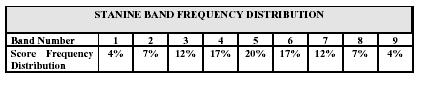 STANINE BAND FREQUENCY DISTRIBUTION
Band Number 1 2 3 4 5 6 7 8 9
Score Frequency 4% 7% 12% 17% 20% 17% 12% 7% 4%
Distribution